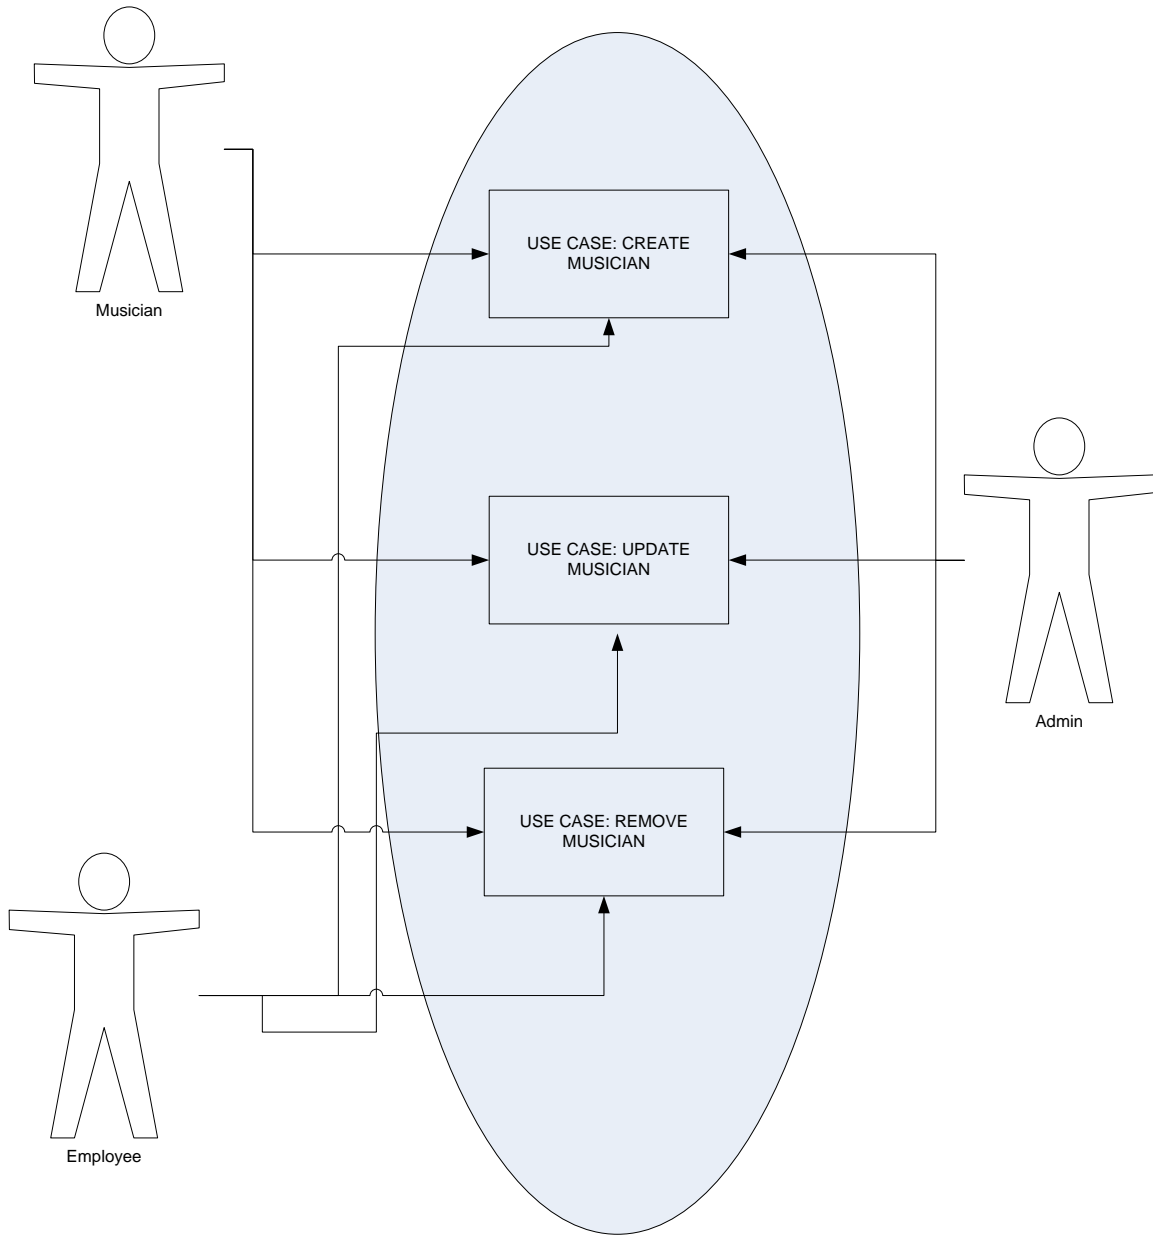 Musician
USE CASE: CREATE
MUSICIAN
USE CASE: UPDATE
MUSICIAN
Admin
USE CASE: REMOVE
MUSICIAN
Employee